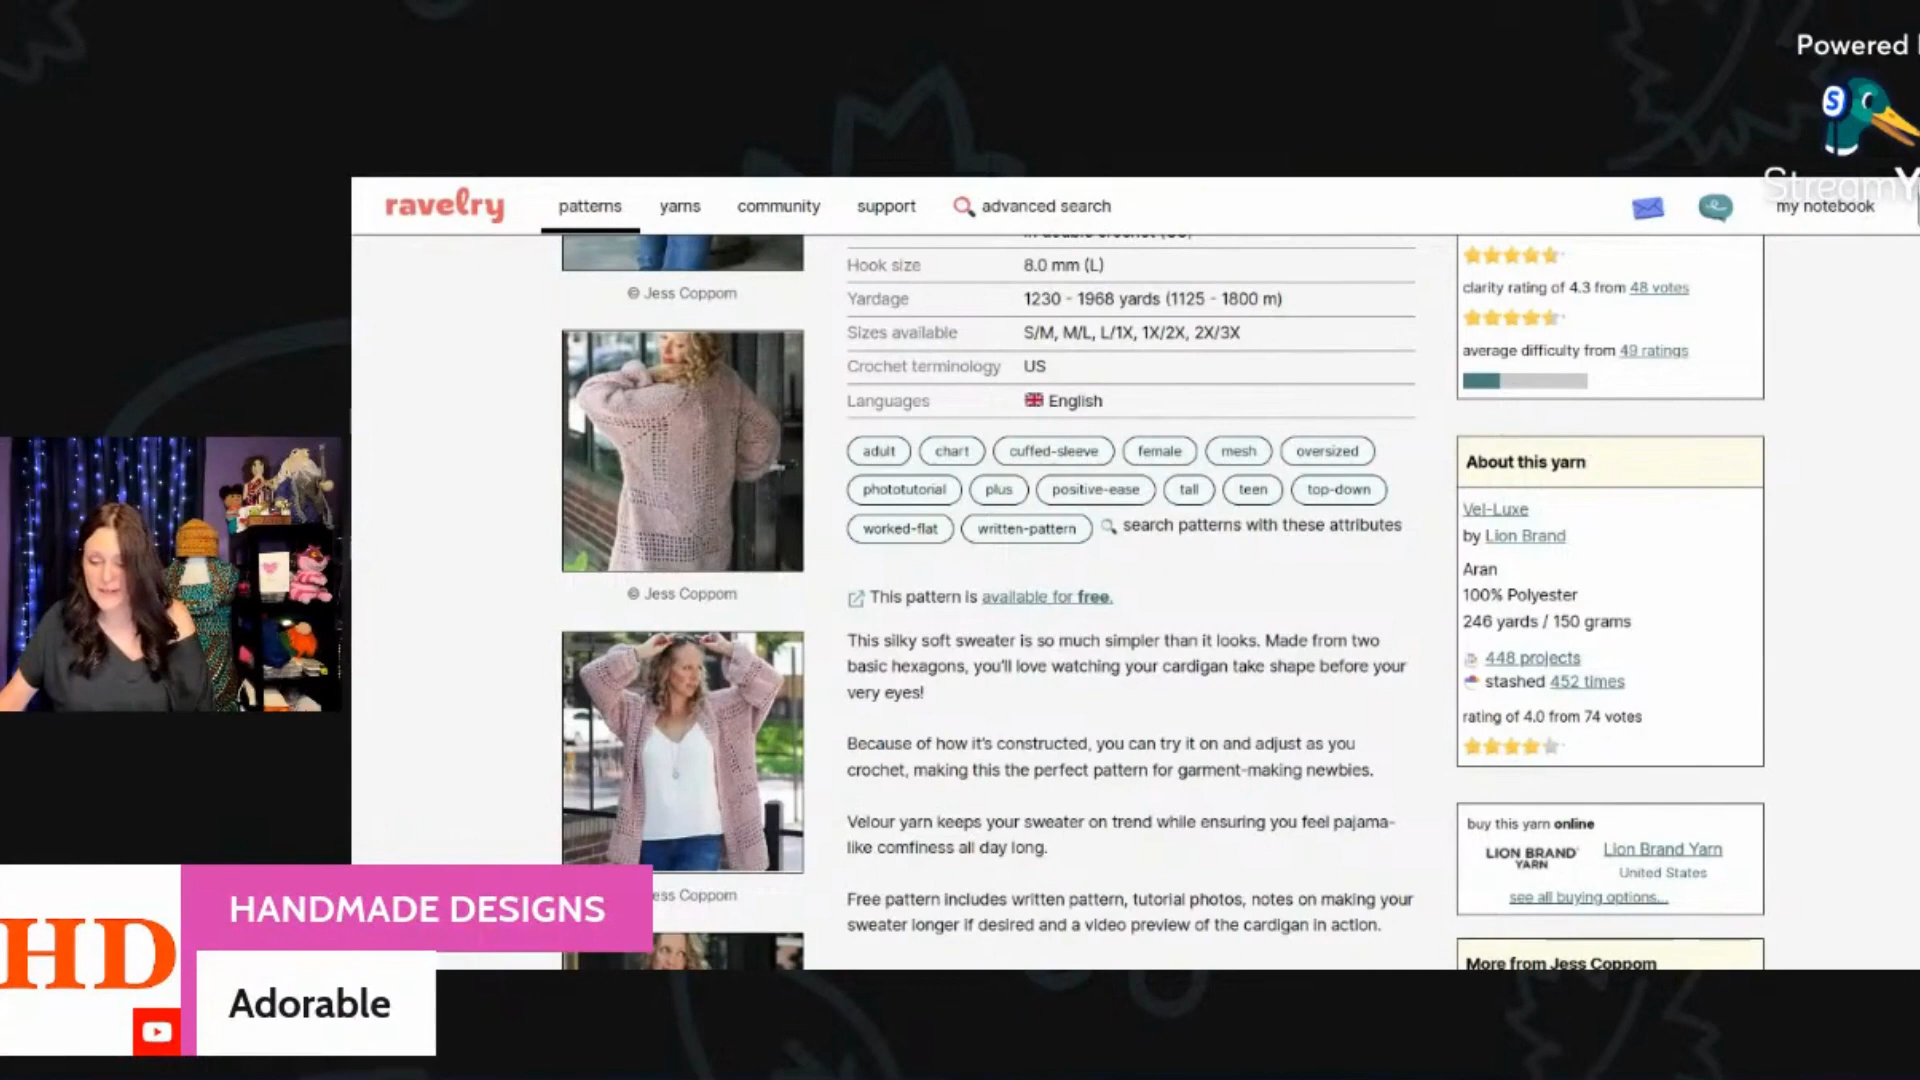 Powered
StreamY
ravelry
patterns
yarns
community
support
advanced search
my notebook
© Jess Coppom
Hook size 8.0 mm (L)
Yardage 1230 - 1968 yards (1125 - 1800 m)
Sizes available S/M, M/L, L/1X, 1X/2X, 2X/3X
Crochet terminology US
Languages English
adult chart cuffed-sleeve female mesh oversized
phototutorial plus positive-ease tall teen top-down
worked-flat written-pattern search patterns with these attributes
© Jess Coppom
This pattern is available for free.
This silky soft sweater is so much simpler than it looks. Made from two
basic hexagons, you'll love watching your cardigan take shape before your
very eyes!
Because of how it's constructed, you can try it on and adjust as you
crochet, making this the perfect pattern for garment-making newbies.
Velour yarn keeps your sweater on trend while ensuring you feel pajama-
like comfiness all day long.
Free pattern includes written pattern, tutorial photos, notes on making your
sweater longer if desired and a video preview of the cardigan in action.
ess Coppom
clarity rating of 4.3 from 48 votes
average difficulty from 49 ratings
About this yarn
Vel-Luxe
by Lion Brand
Aran
100% Polyester
246 yards / 150 grams
448 projects
stashed 452 times
rating of 4.0 from 74 votes
buy this yarn online
LION BRAND
YARN
Lion Brand Yarn
United States
see all buying options...
More from Jess Coppom
HD
HANDMADE DESIGNS
Adorable